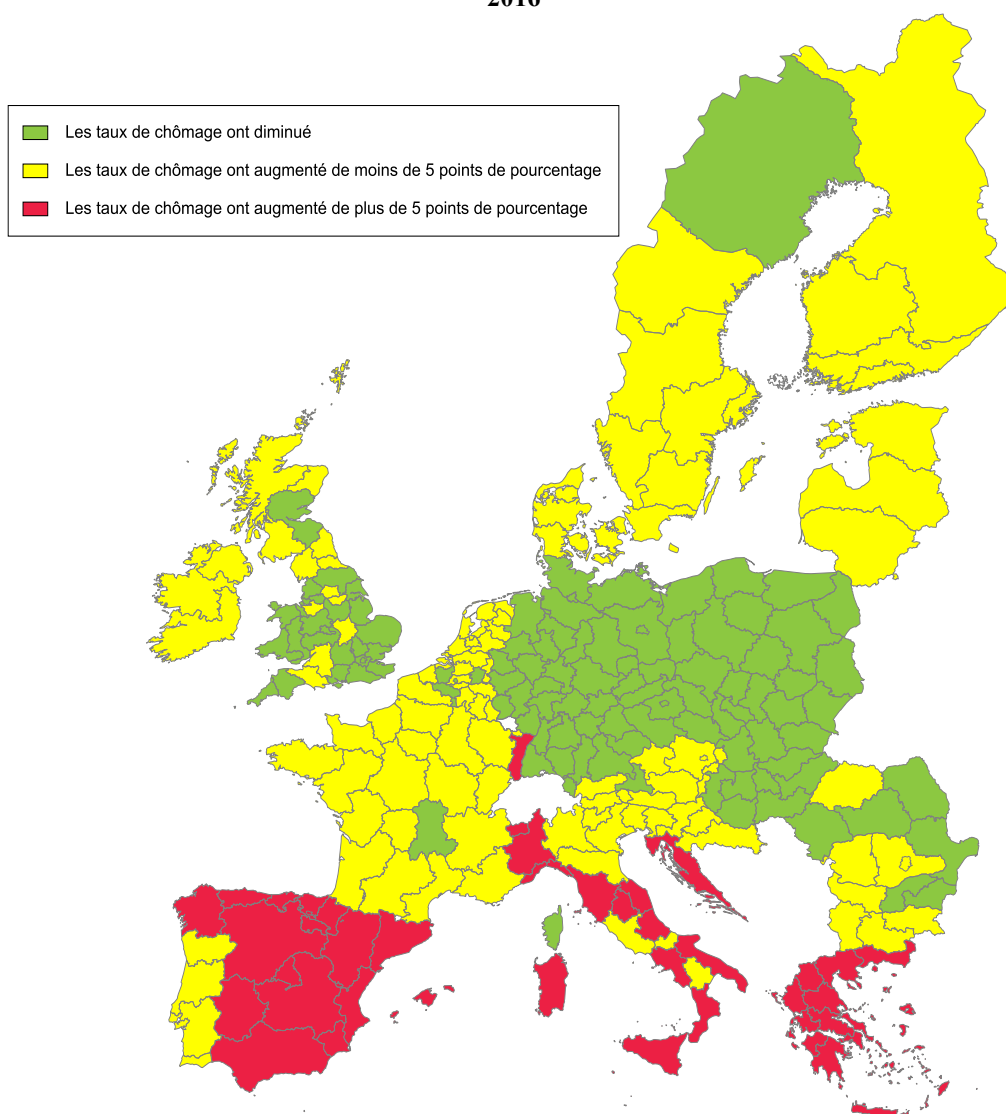 2016
Les taux de chômage ont diminué
Les taux de chômage ont augmenté de moins de 5 points de pourcentage
Les taux de chômage ont augmenté de plus de 5 points de pourcentage